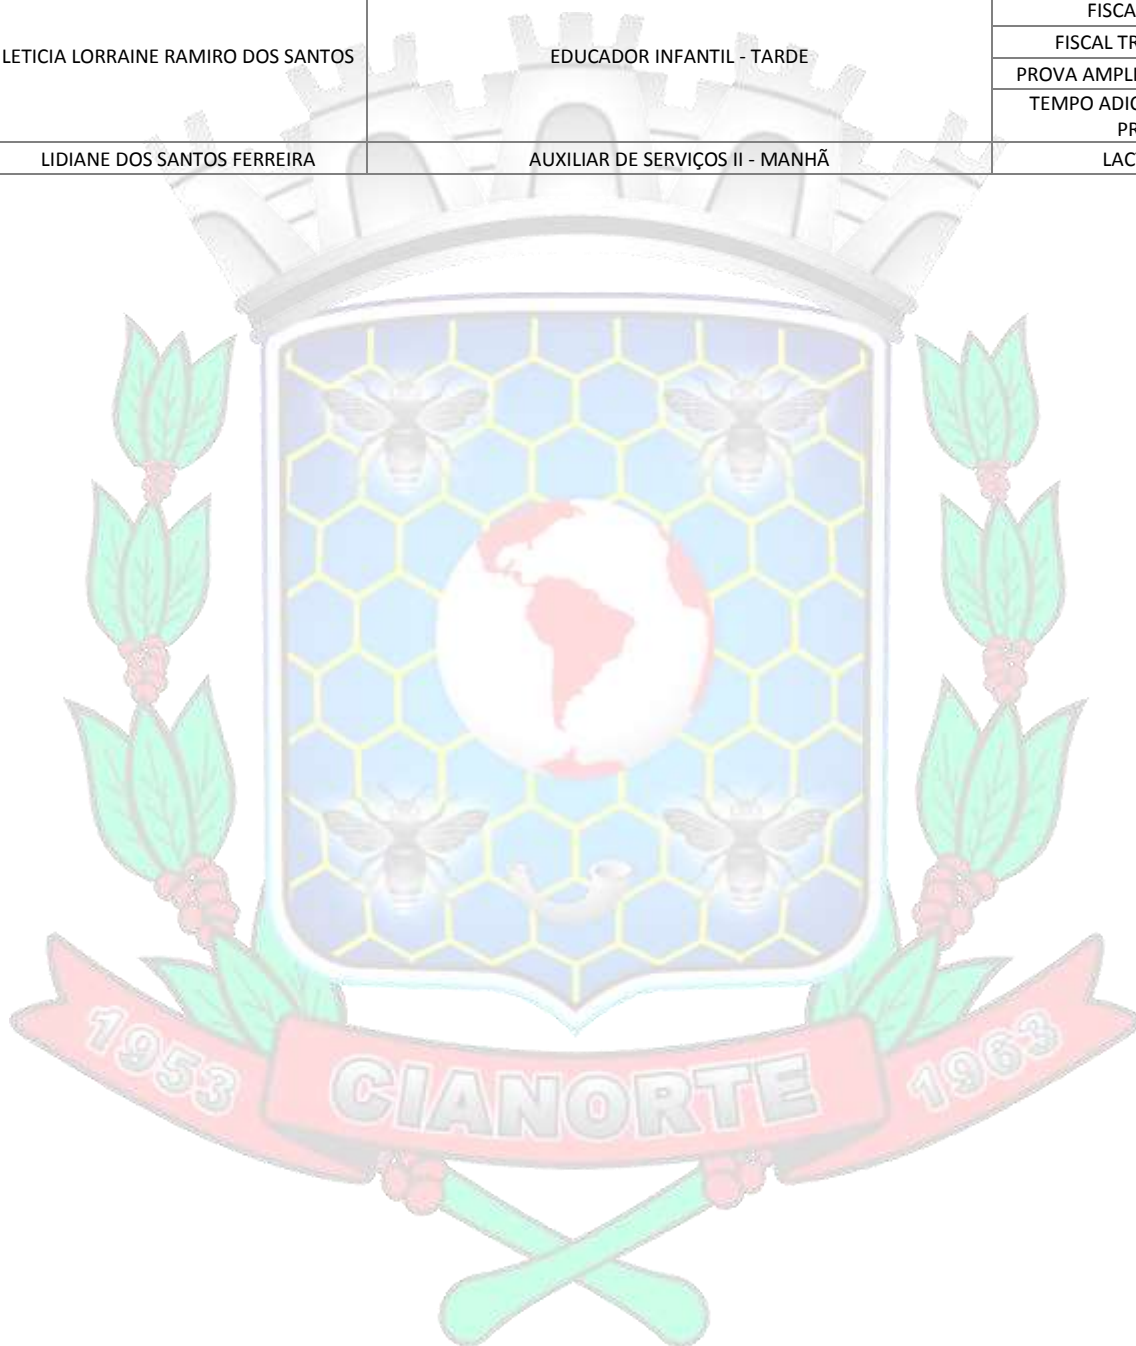 FISCA
LETICIA LORRAINE RAMIRO DOS SANTOS EDUCADOR INFANTIL - TARDE FISCAL TR
PROVA AMPL
TEMPO ADIC
PR
LIDIANE DOS SANTOS FERREIRA AUXILIAR DE SERVIÇOS II - MANHÃ LAC
1953 CIANORTE 1963